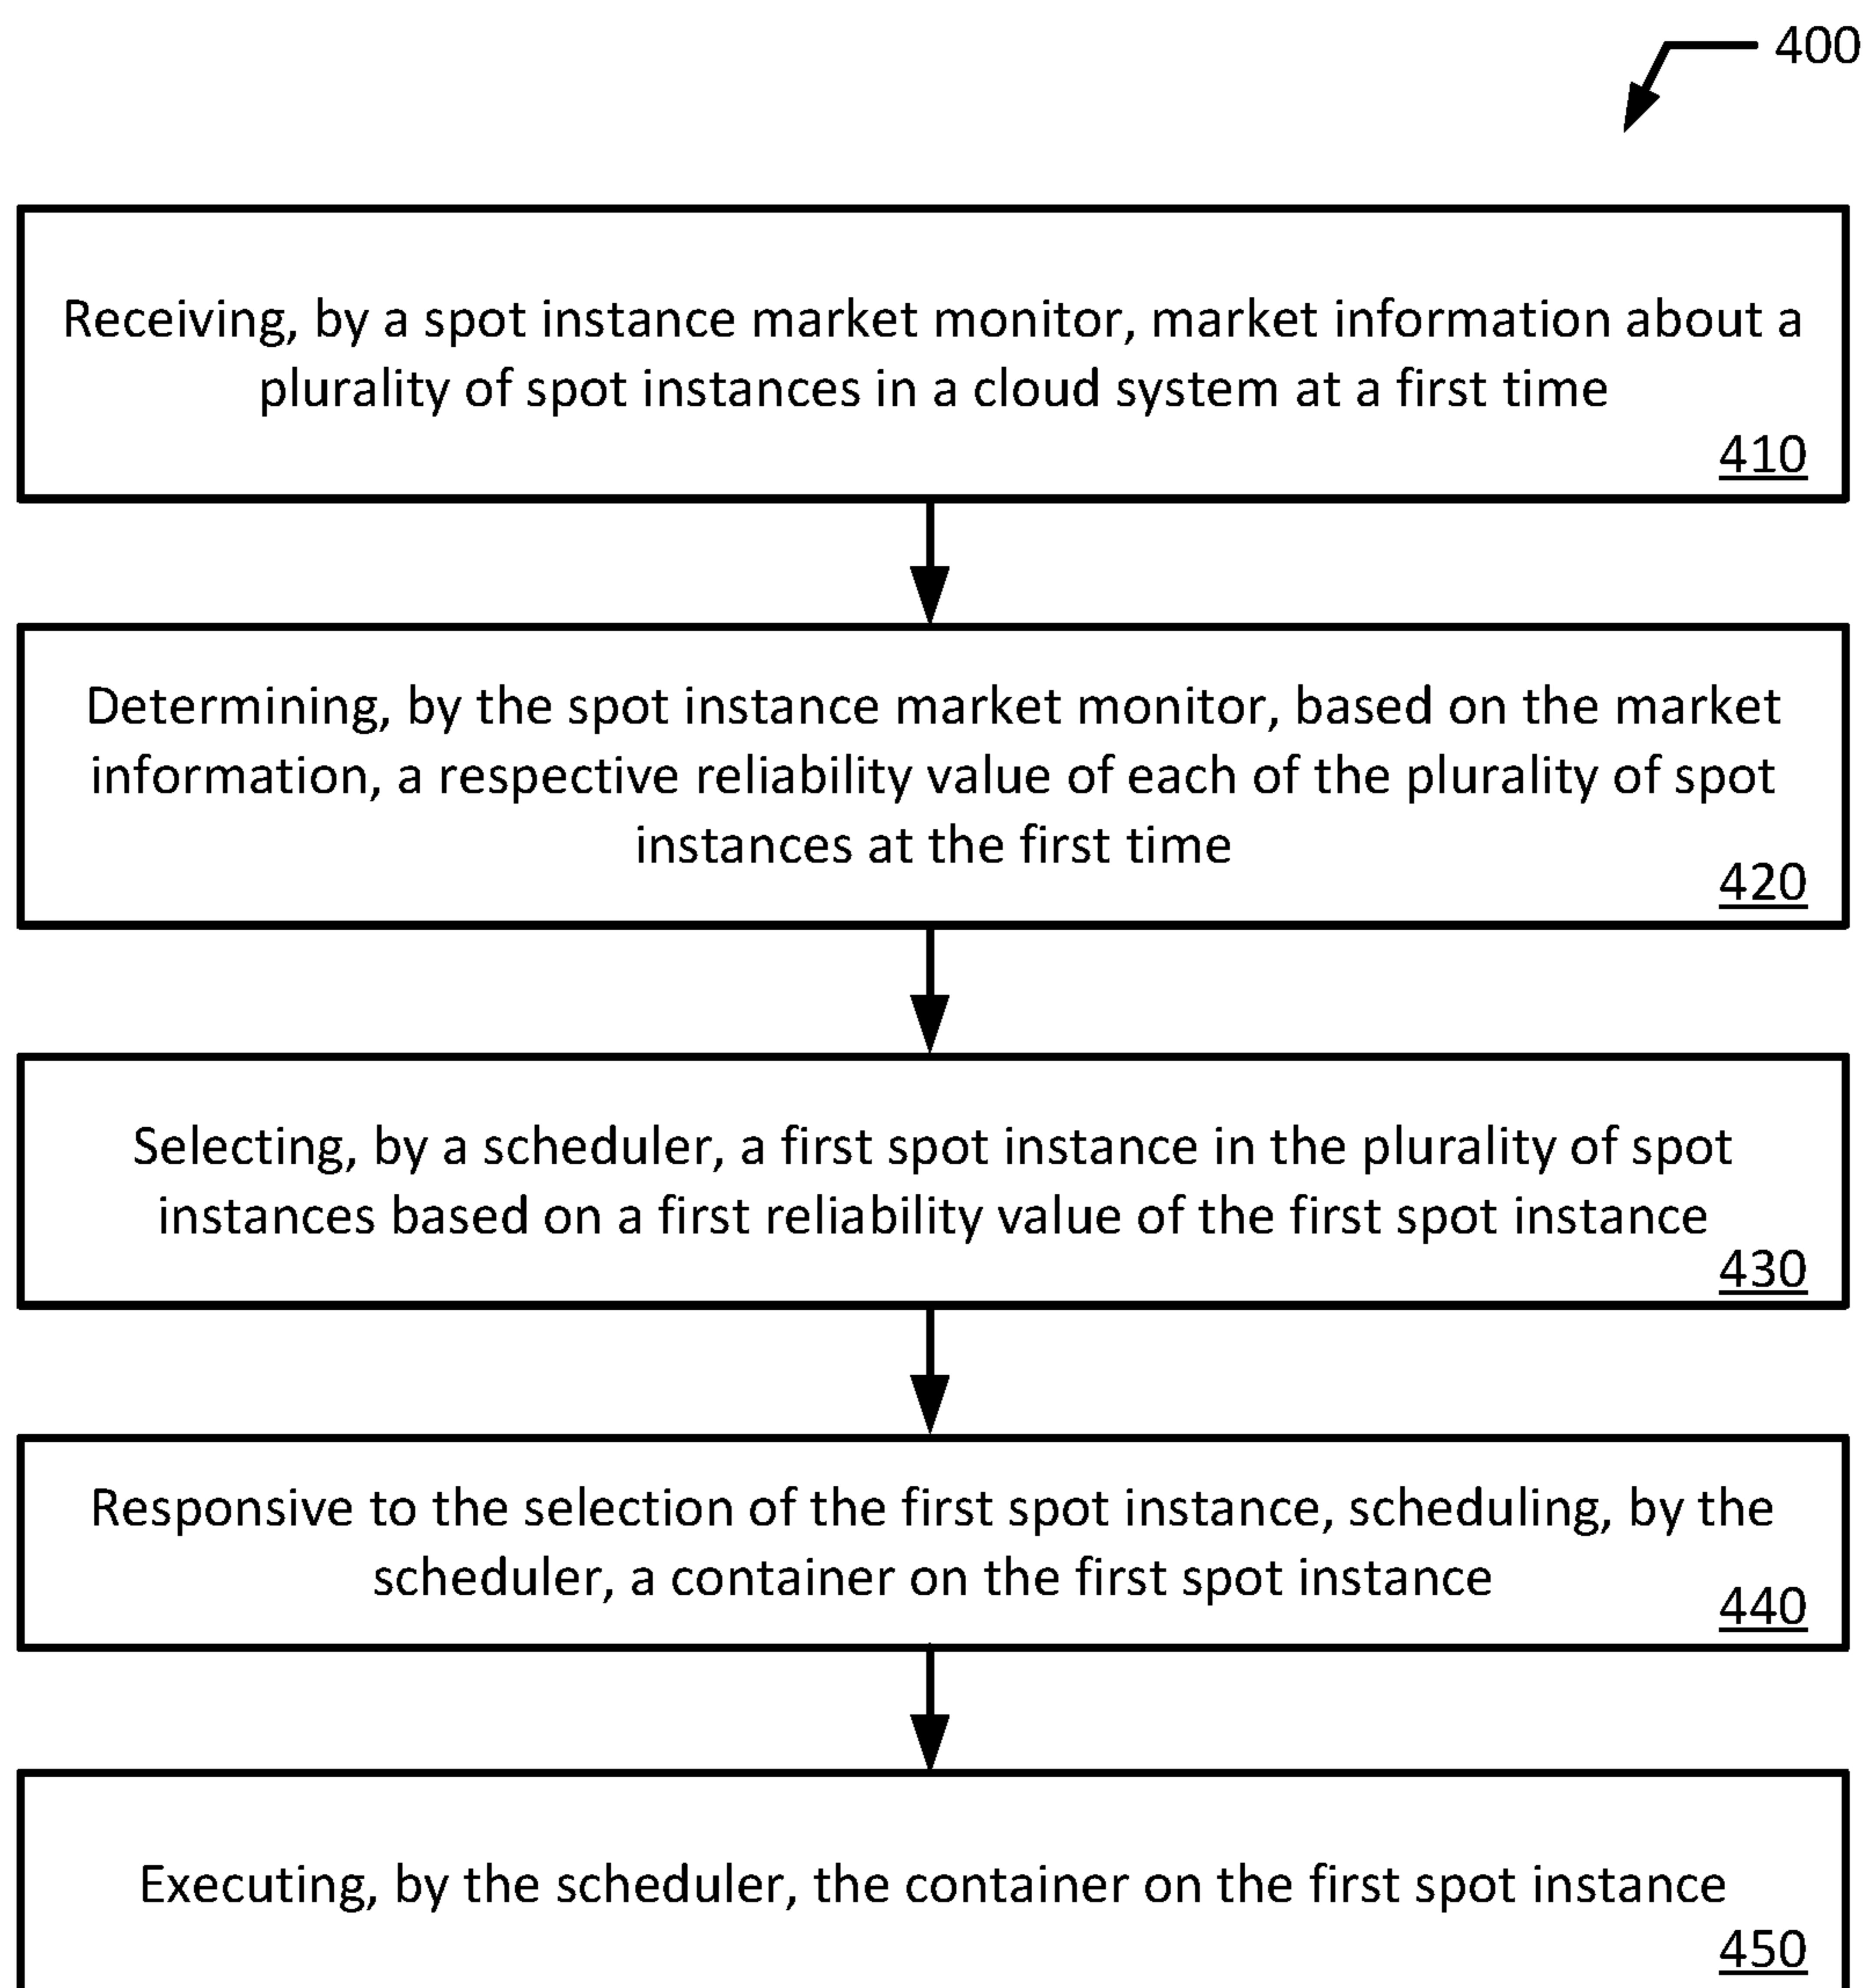 400
Receiving, by a spot instance market monitor, market information about a
plurality of spot instances in a cloud system at a first time
410
Determining, by the spot instance market monitor, based on the market
information, a respective reliability value of each of the plurality of spot
instances at the first time
420
Selecting, by a scheduler, a first spot instance in the plurality of spot
instances based on a first reliability value of the first spot instance
430
Responsive to the selection of the first spot instance, scheduling, by the
scheduler, a container on the first spot instance
440
Executing, by the scheduler, the container on the first spot instance
450